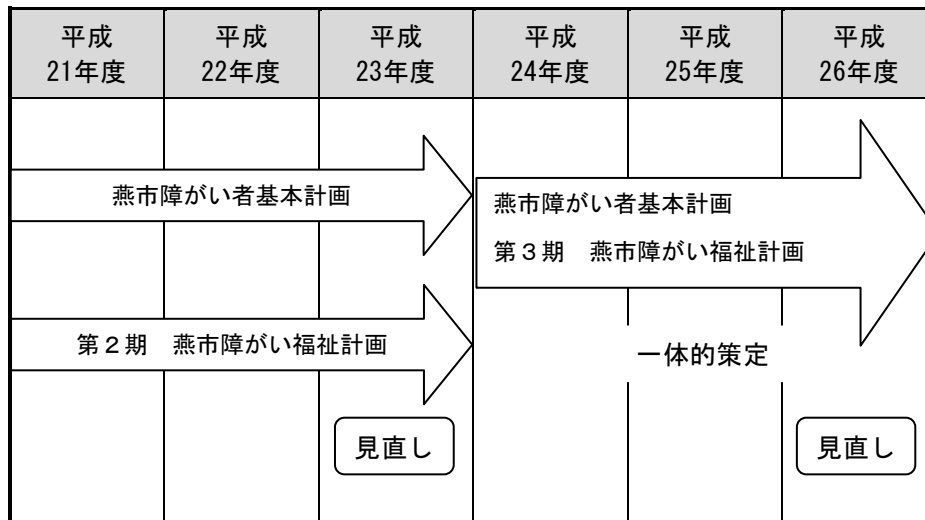 平成 平成 平成 平成 平成 平成
21年度 22年度 23年度 24年度 25年度 26年度
燕市障がい者基本計画
第２期　燕市障がい福祉計画
見直し
燕市障がい者基本計画
第３期　燕市障がい福祉計画
一体的策定
見直し